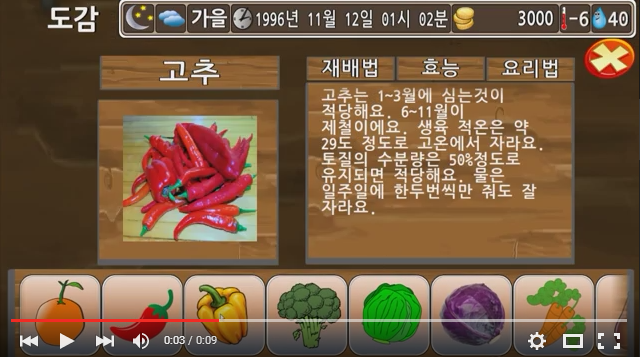 도감
가을 1996년 11월 12일 01시 02분 3000 -6 40
고추
재배법 효능 요리법
고추는 1~3월에 심는것이
적당해요. 6~11월이
제철이에요. 생육 적온은 약
29도 정도로 고온에서 자라요.
토질의 수분량은 50%정도로
유지되면 적당해요. 물은
일주일에 한두번씩만 줘도 잘
자라요.
0:03 / 0:09